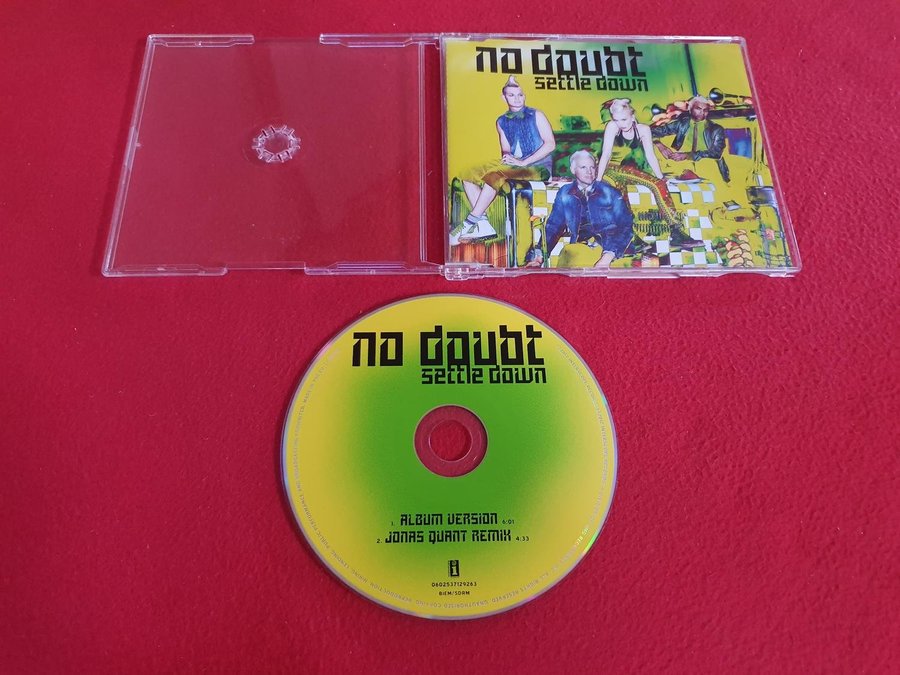 no doubt
settle down
no doubt
settle down
1. ALBUM VERSION 6:01
2. JONAS QUANT REMIX 4:33
i
0602537129263
BIEM/SDRM